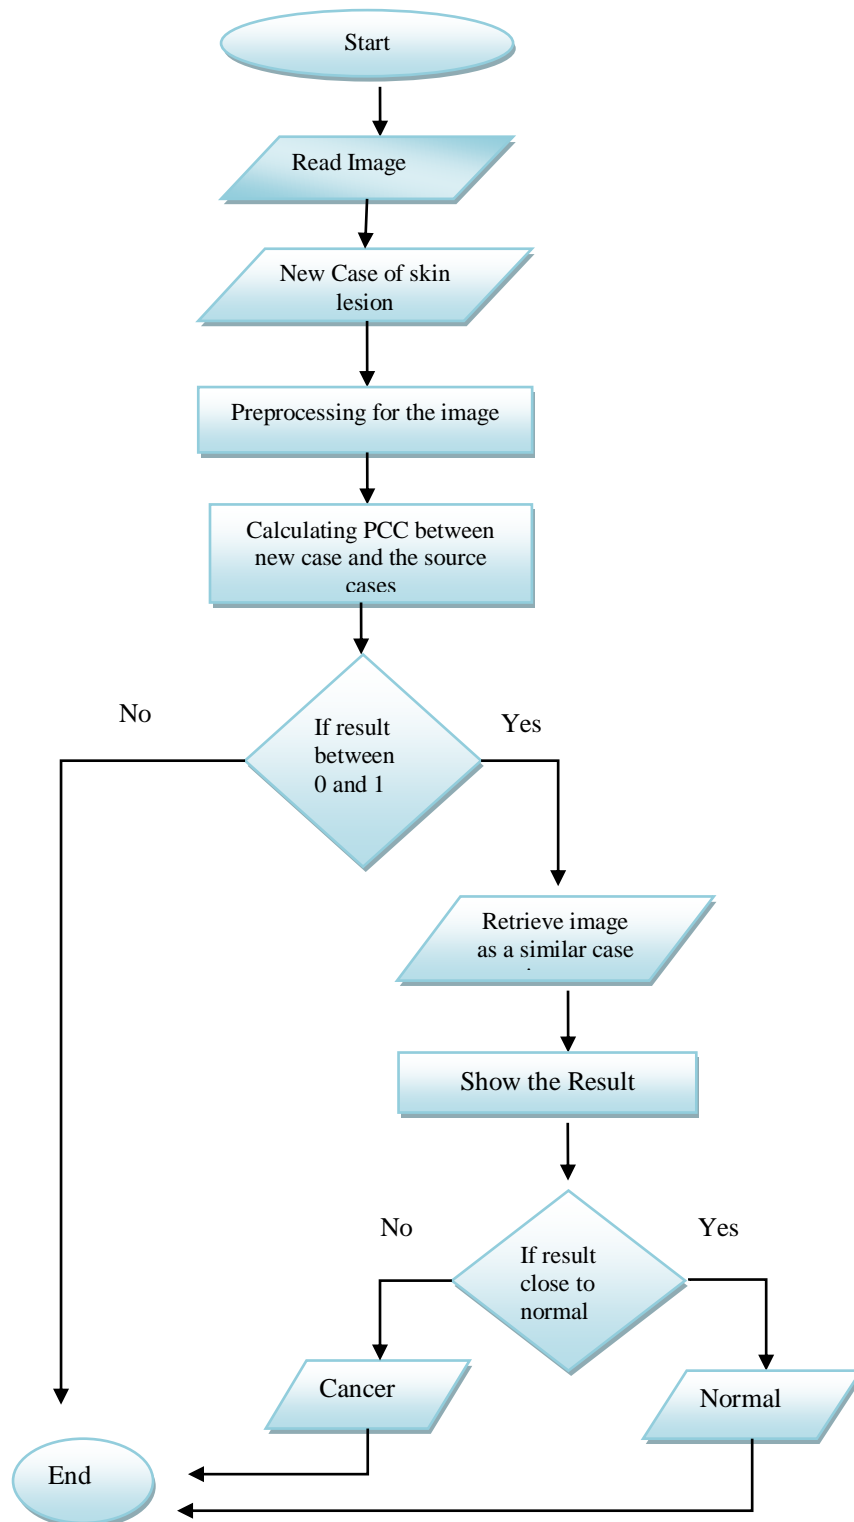 Start
Read Image
New Case of skin
lesion
Preprocessing for the image
Calculating PCC between
new case and the source
cases
No
Yes
If result
between
0 and 1
Retrieve image
as a similar case
Show the Result
No
Yes
If result
close to
normal
Cancer
Normal
End